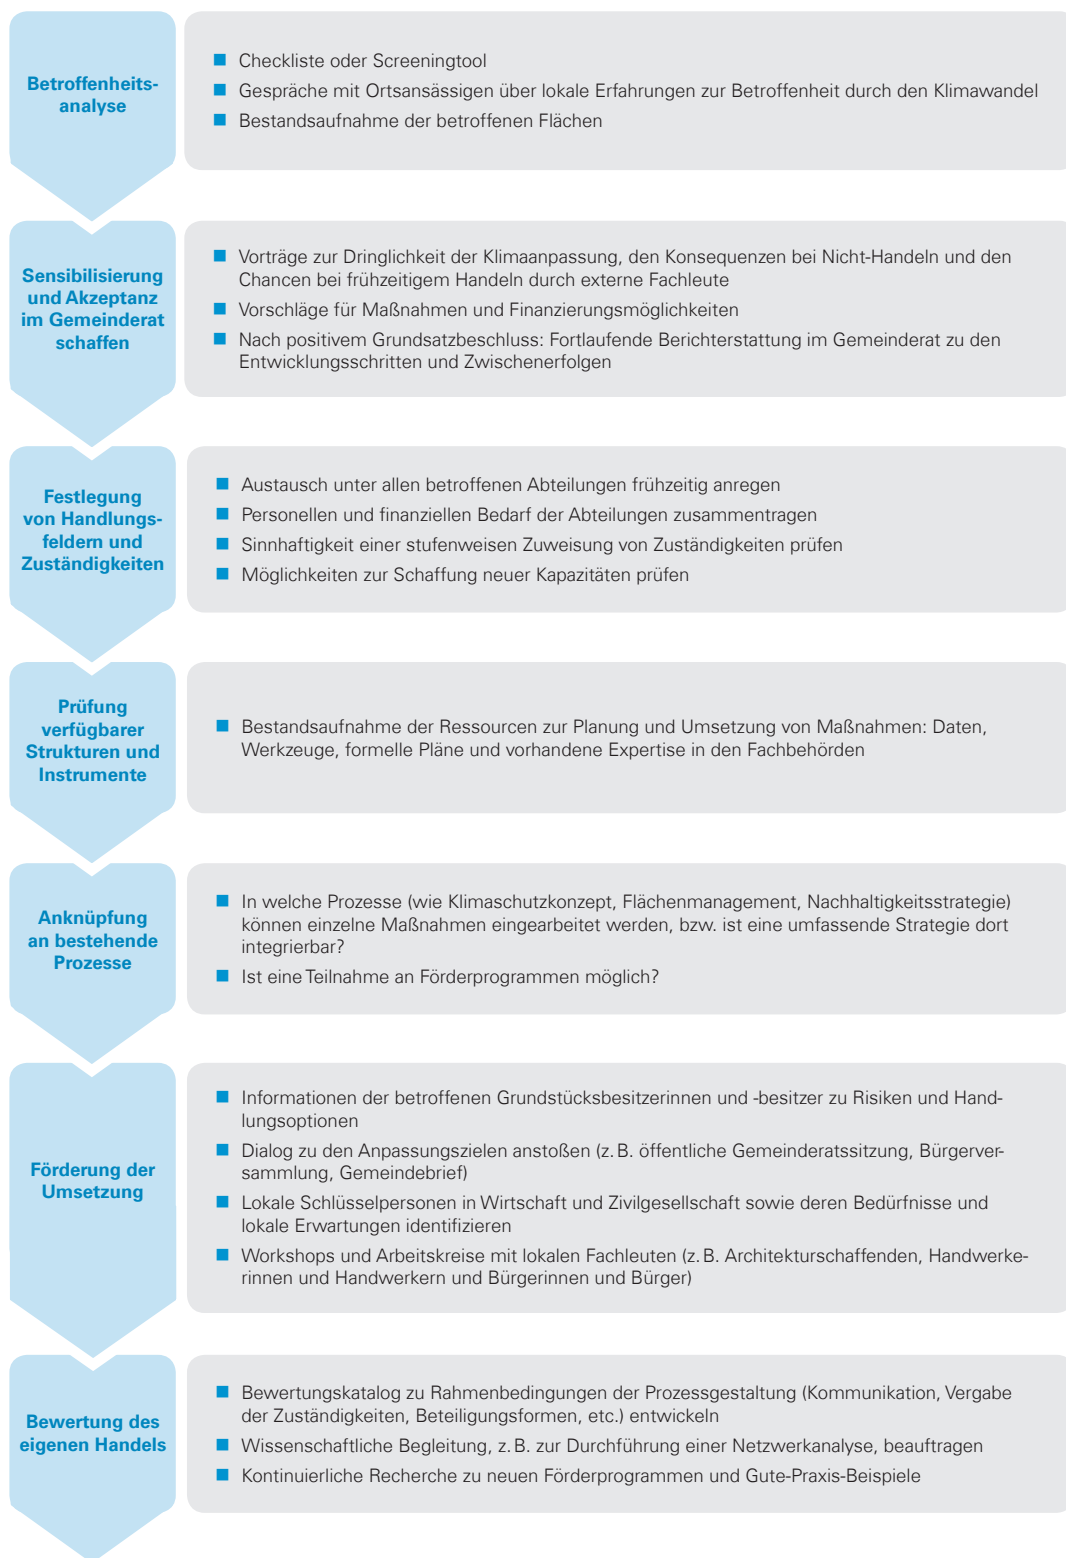 Betroffenheits-
analyse
Checkliste oder Screeningtool
Gespräche mit Ortsansässigen über lokale Erfahrungen zur Betroffenheit durch den Klimawandel
Bestandsaufnahme der betroffenen Flächen
Sensibilisierung
und Akzeptanz
im Gemeinderat
schaffen
Vorträge zur Dringlichkeit der Klimaanpassung, den Konsequenzen bei Nicht-Handeln und den
Chancen bei frühzeitigem Handeln durch externe Fachleute
Vorschläge für Maßnahmen und Finanzierungsmöglichkeiten
Nach positivem Grundsatzbeschluss: Fortlaufende Berichterstattung im Gemeinderat zu den
Entwicklungsschritten und Zwischenerfolgen
Festlegung
von Handlungs-
feldern und
Zuständigkeiten
Austausch unter allen betroffenen Abteilungen frühzeitig anregen
Personellen und finanziellen Bedarf der Abteilungen zusammentragen
Sinnhaftigkeit einer stufenweisen Zuweisung von Zuständigkeiten prüfen
Möglichkeiten zur Schaffung neuer Kapazitäten prüfen
Prüfung
verfügbarer
Strukturen und
Instrumente
Bestandsaufnahme der Ressourcen zur Planung und Umsetzung von Maßnahmen: Daten,
Werkzeuge, formelle Pläne und vorhandene Expertise in den Fachbehörden
Anknüpfung
an bestehende
Prozesse
In welche Prozesse (wie Klimaschutzkonzept, Flächenmanagement, Nachhaltigkeitsstrategie)
können einzelne Maßnahmen eingearbeitet werden, bzw. ist eine umfassende Strategie dort
integrierbar?
Ist eine Teilnahme an Förderprogrammen möglich?
Förderung der
Umsetzung
Informationen der betroffenen Grundstücksbesitzerinnen und -besitzer zu Risiken und Hand-
lungsoptionen
Dialog zu den Anpassungszielen anstoßen (z. B. öffentliche Gemeinderatssitzung, Bürgerver-
sammlung, Gemeindebrief)
Lokale Schlüsselpersonen in Wirtschaft und Zivilgesellschaft sowie deren Bedürfnisse und
lokale Erwartungen identifizieren
Workshops und Arbeitskreise mit lokalen Fachleuten (z. B. Architekturschaffenden, Handwerke-
rinnen und Handwerkern und Bürgerinnen und Bürger)
Bewertung des
eigenen Handels
Bewertungskatalog zu Rahmenbedingungen der Prozessgestaltung (Kommunikation, Vergabe
der Zuständigkeiten, Beteiligungsformen, etc.) entwickeln
Wissenschaftliche Begleitung, z. B. zur Durchführung einer Netzwerkanalyse, beauftragen
Kontinuierliche Recherche zu neuen Förderprogrammen und Gute-Praxis-Beispiele